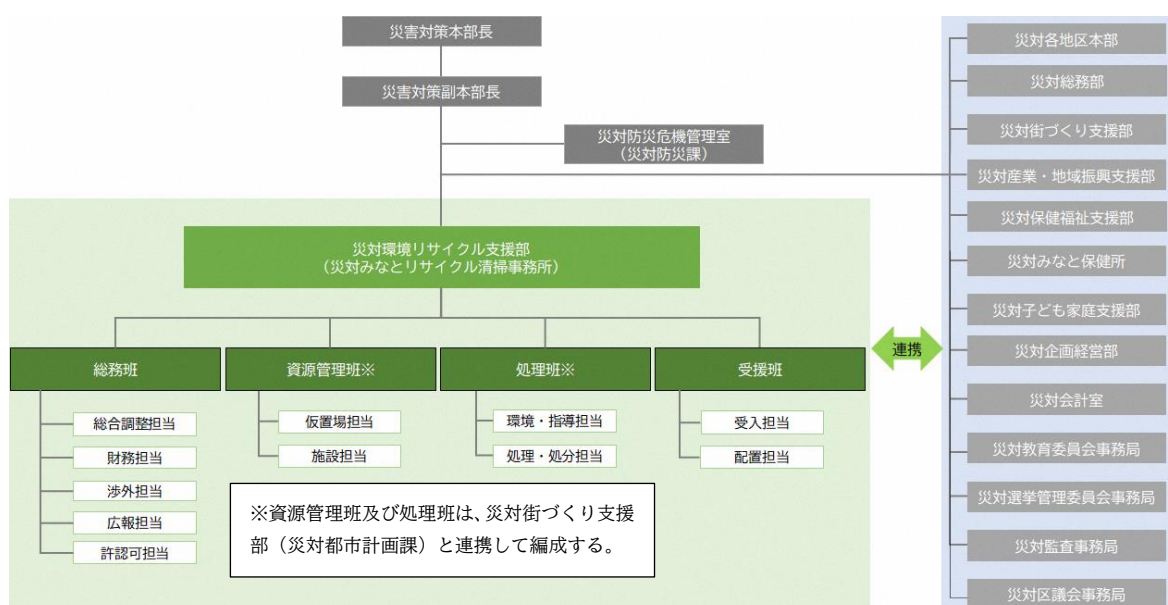 災害対策本部長
災害対策副本部長
災対防災危機管理室
(災対防災課)
災対環境リサイクル支援部
(災対みなとリサイクル清掃事務所)
総務班
総合調整担当
財務担当
渉外担当
広報担当
許認可担当
資源管理班※
仮置場担当
施設担当
処理班※
環境・指導担当
処理・処分担当
受援班
受入担当
配置担当
※資源管理班及び処理班は、災対街づくり支援
部(災対都市計画課)と連携して編成する。
連携
災対各地区本部
災対総務部
災対街づくり支援部
災対産業・地域振興支援部
災対保健福祉支援部
災対みなと保健所
災対子ども家庭支援部
災対企画経営部
災対会計室
災対教育委員会事務局
災対選挙管理委員会事務局
災対監査事務局
災対区議会事務局